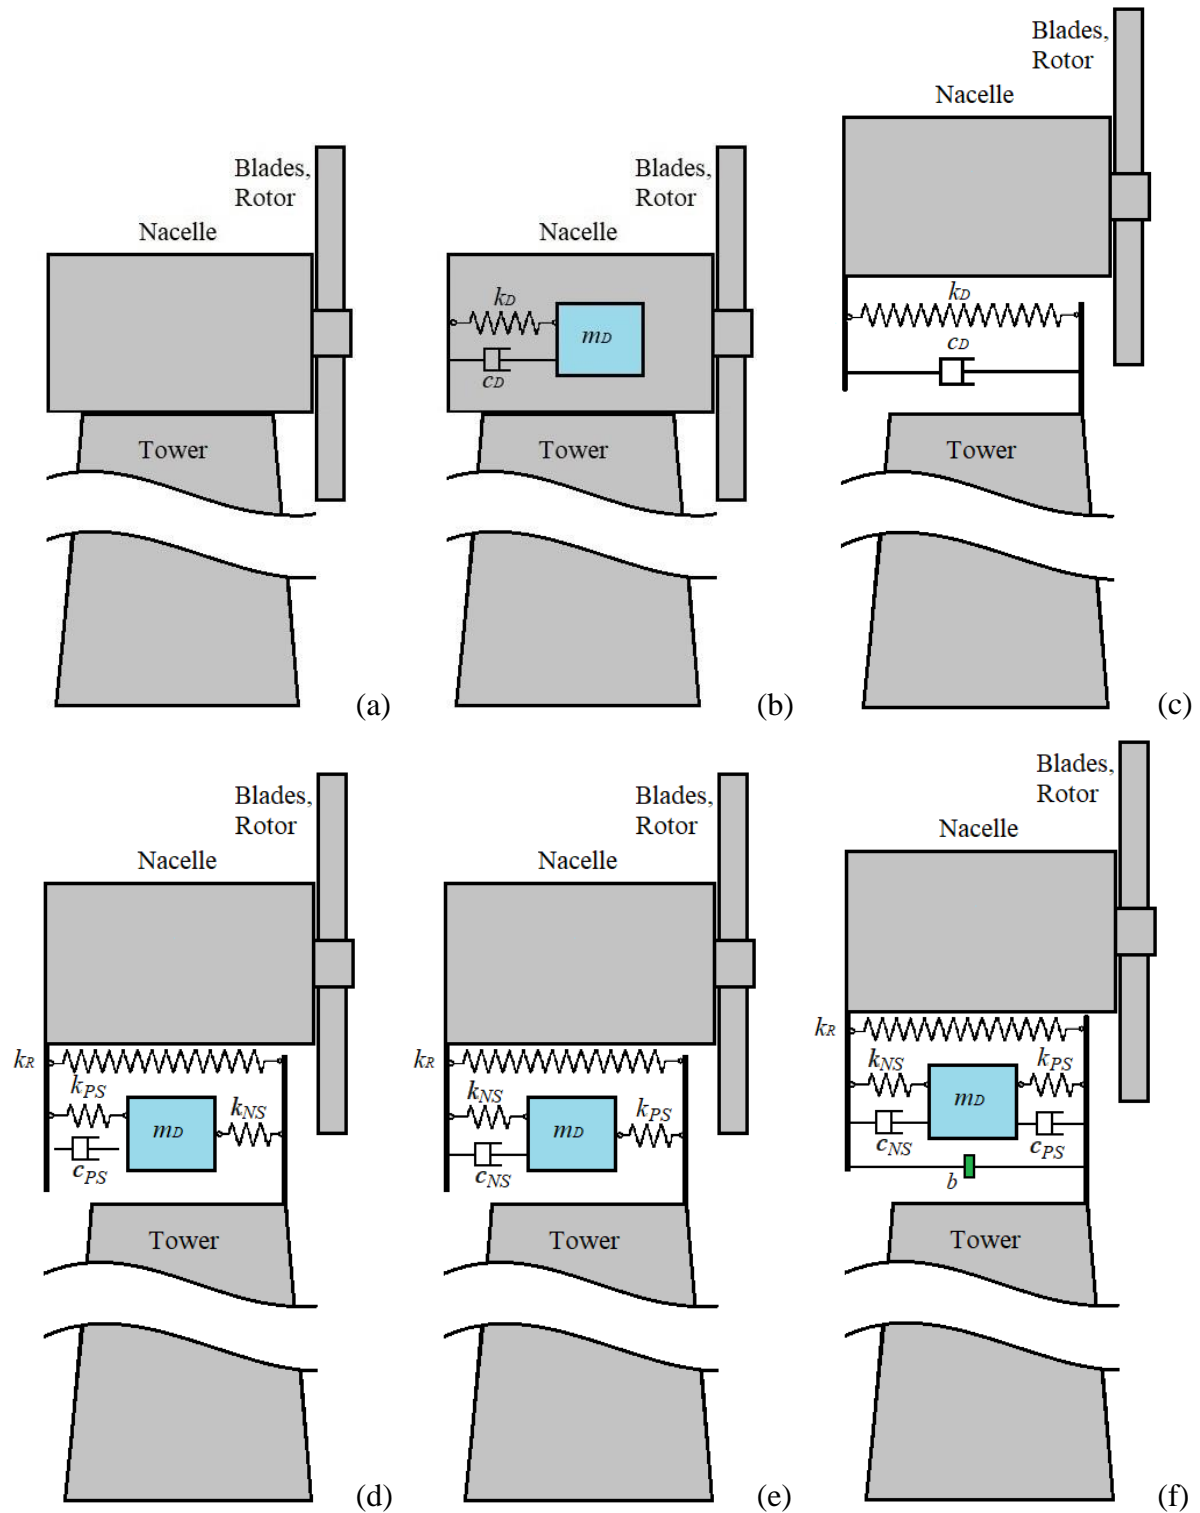 Blades,
Rotor
Nacelle
Tower
(a)
Blades,
Rotor
Nacelle
kD
mD
cD
Tower
(b)
Blades,
Rotor
Nacelle
kD
cD
Tower
(c)
Blades,
Rotor
Nacelle
kR
kPS
kNS
mD
cPS
Tower
(d)
Blades,
Rotor
Nacelle
kR
kNS
kPS
mD
cNS
Tower
(e)
Blades,
Rotor
Nacelle
kR
kNS
kPS
mD
cNS
cPS
b
Tower
(f)